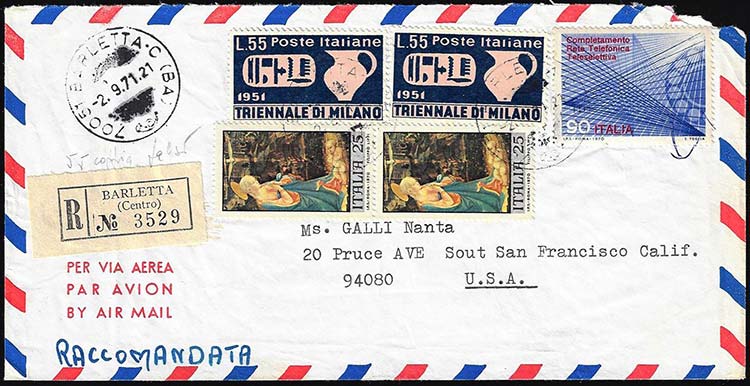 70051 BARLETTA-C (BA)
-2.9.71.21
L.55 Poste Italiane
1951
TRIENNALE DI MILANO
L.55 Poste Italiane
1951
TRIENNALE DI MILANO
Completamento
Rete Telefonica
Teleselettiva
90 ITALIA
ITALIA 25
ITALIA 25
55
R
BARLETTA
(Centro)
№ 3529
Ms. GALLI Nanta
20 Pruce AVE Sout San Francisco Calif.
94080 U.S.A.
PER VIA AEREA
PAR AVION
BY AIR MAIL
RACCOMANDATA